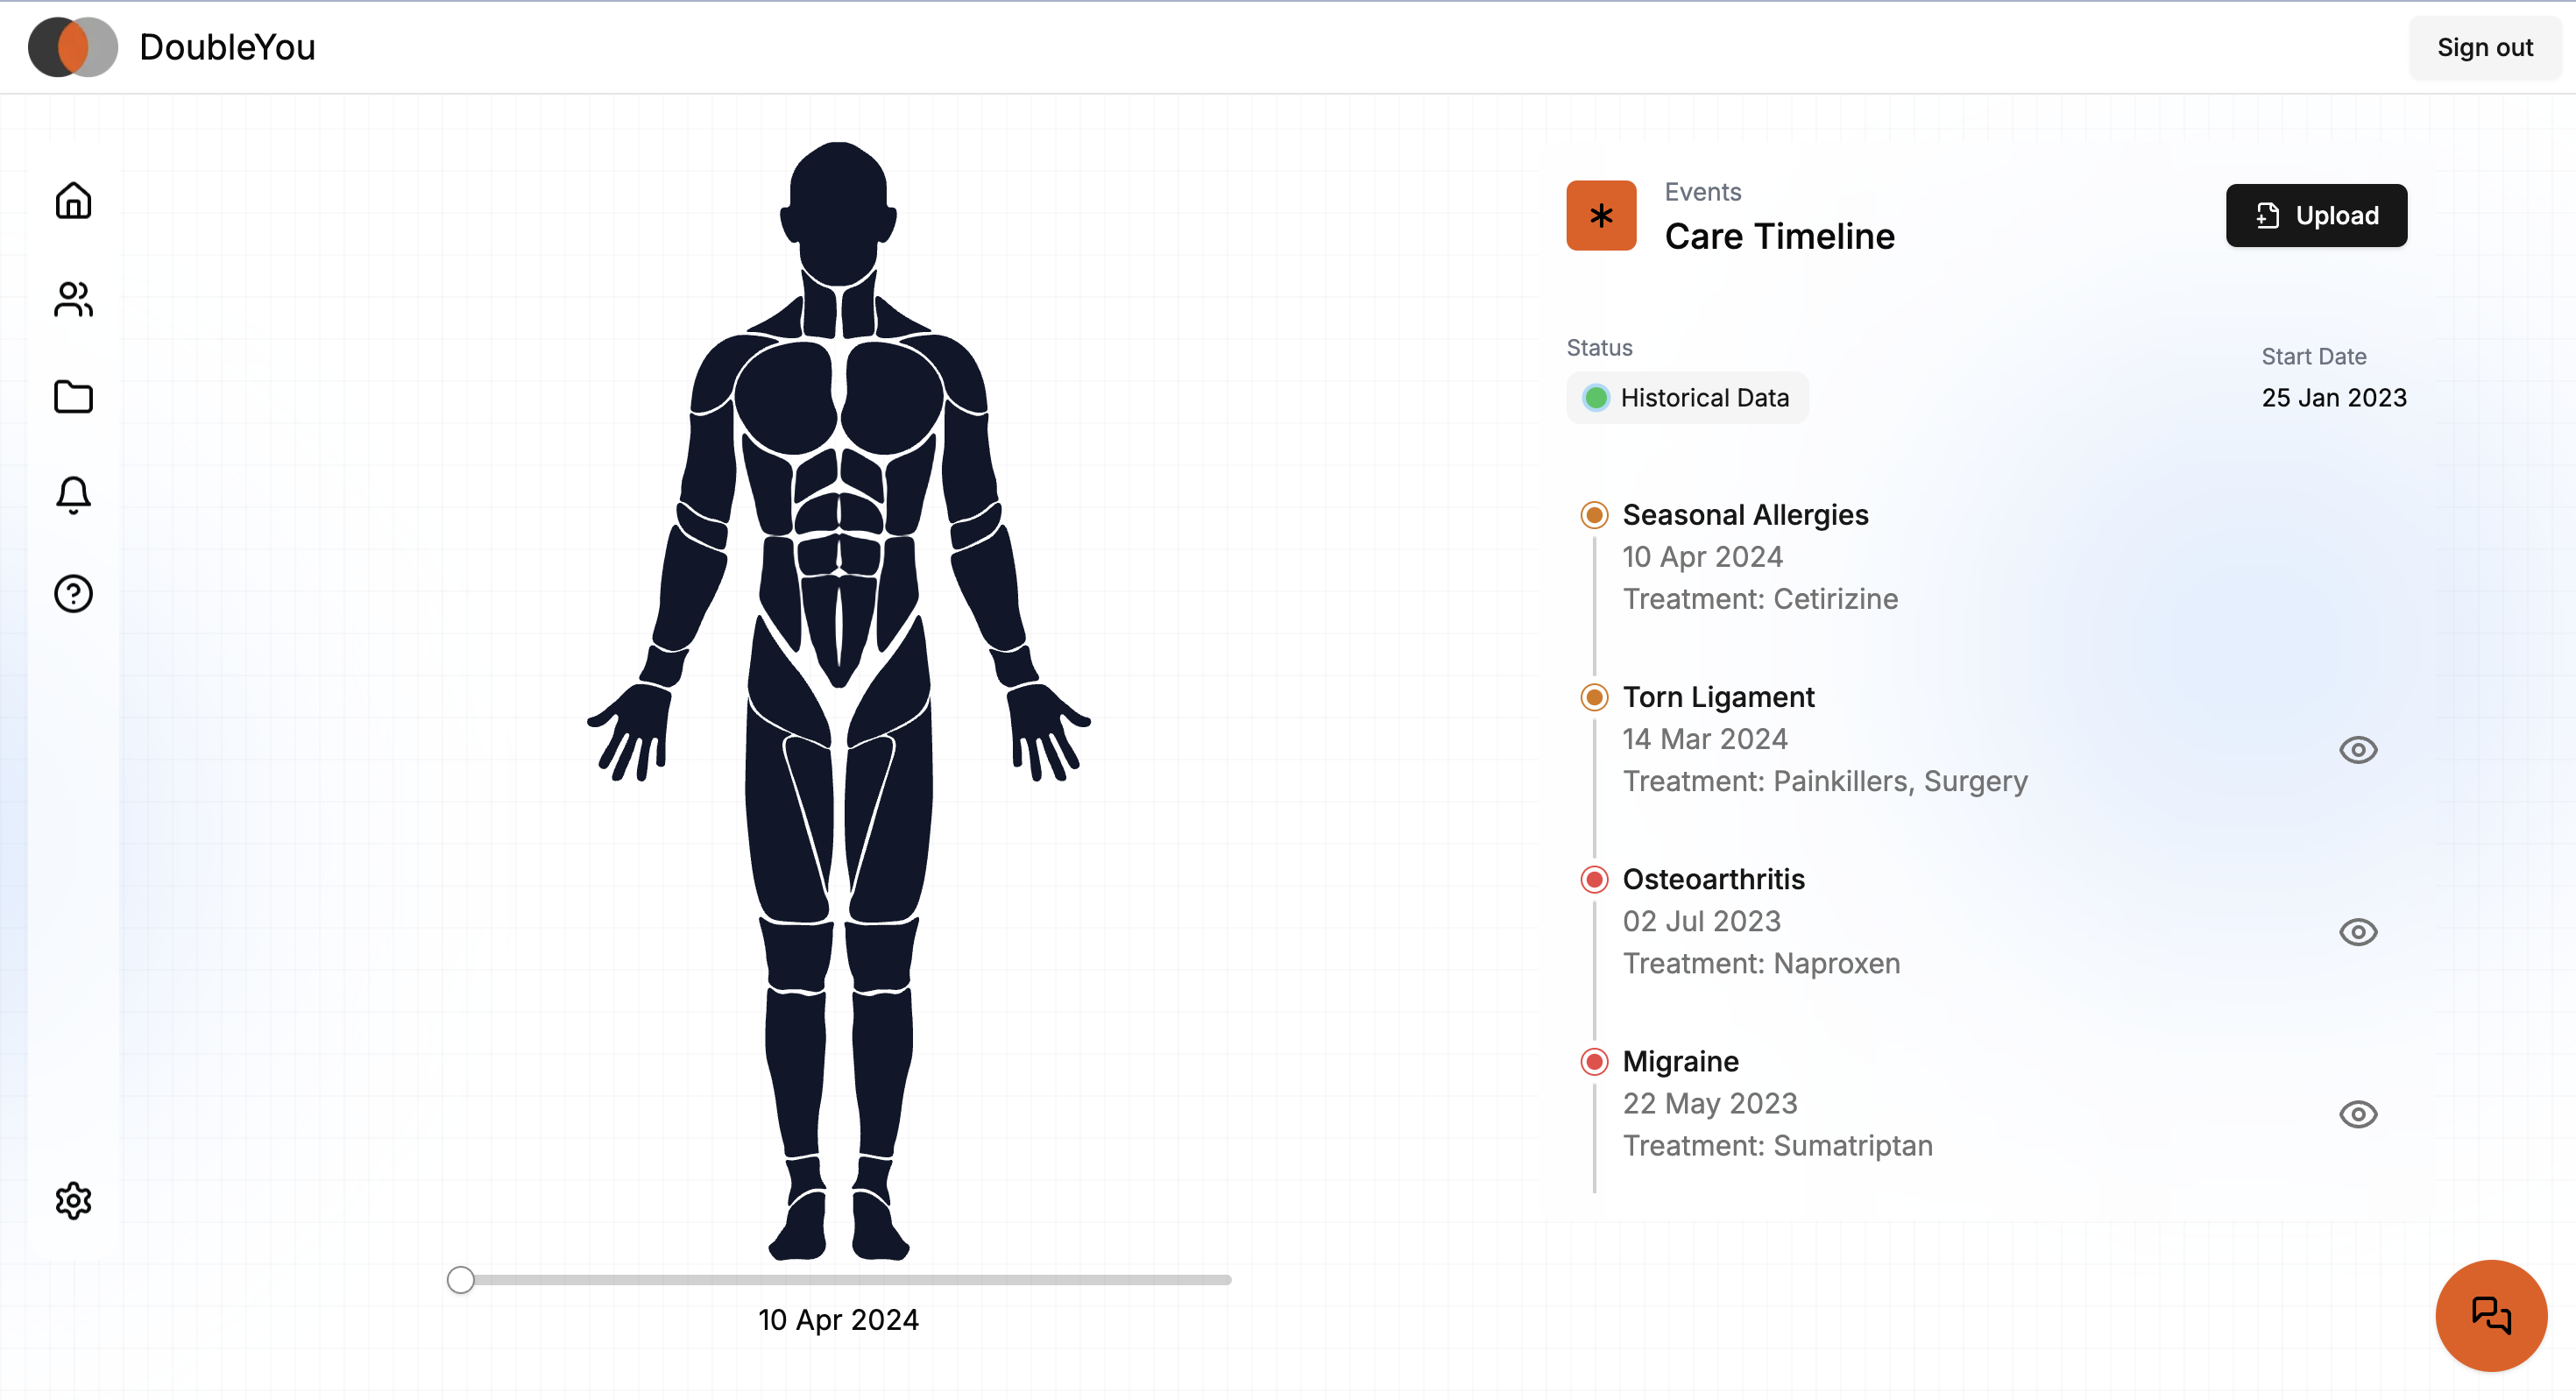 DoubleYou
Sign out
Events
Care Timeline
Upload
Status
Historical Data
Start Date
25 Jan 2023
Seasonal Allergies
10 Apr 2024
Treatment: Cetirizine
Torn Ligament
14 Mar 2024
Treatment: Painkillers, Surgery
Osteoarthritis
02 Jul 2023
Treatment: Naproxen
Migraine
22 May 2023
Treatment: Sumatriptan
10 Apr 2024